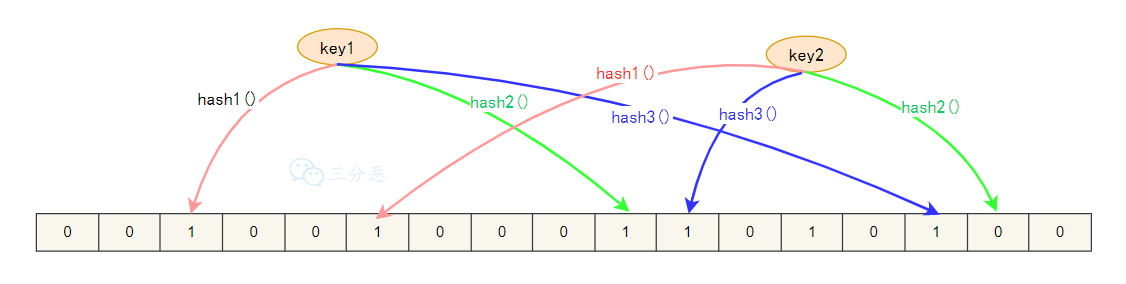 key1
key2
hash1()
hash2()
hash1()
hash3()
hash3()
hash2()
三分恶
0 0 1 0 0 1 0 0 0 1 1 0 1 0 1 0 0